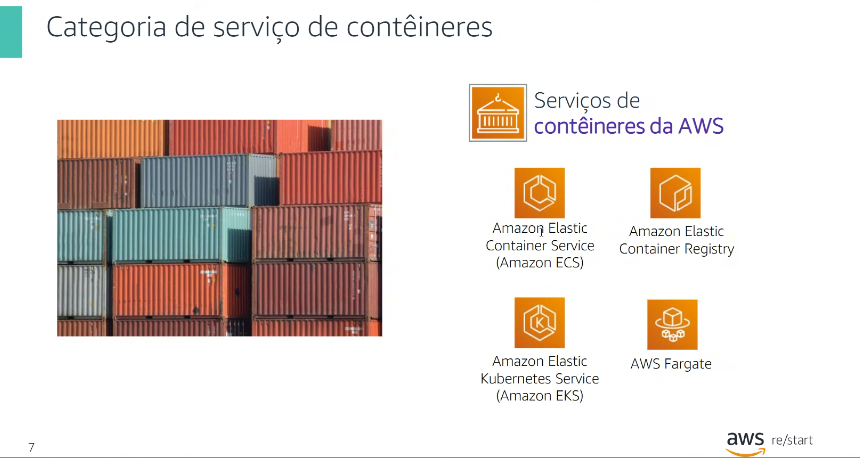 Categoria de serviço de contêineres
Serviços de
contêineres da AWS
Amazon Elastic
Container Service
(Amazon ECS)
Amazon Elastic
Container Registry
Amazon Elastic
Kubernetes Service
(Amazon EKS)
AWS Fargate
7
aws re/start